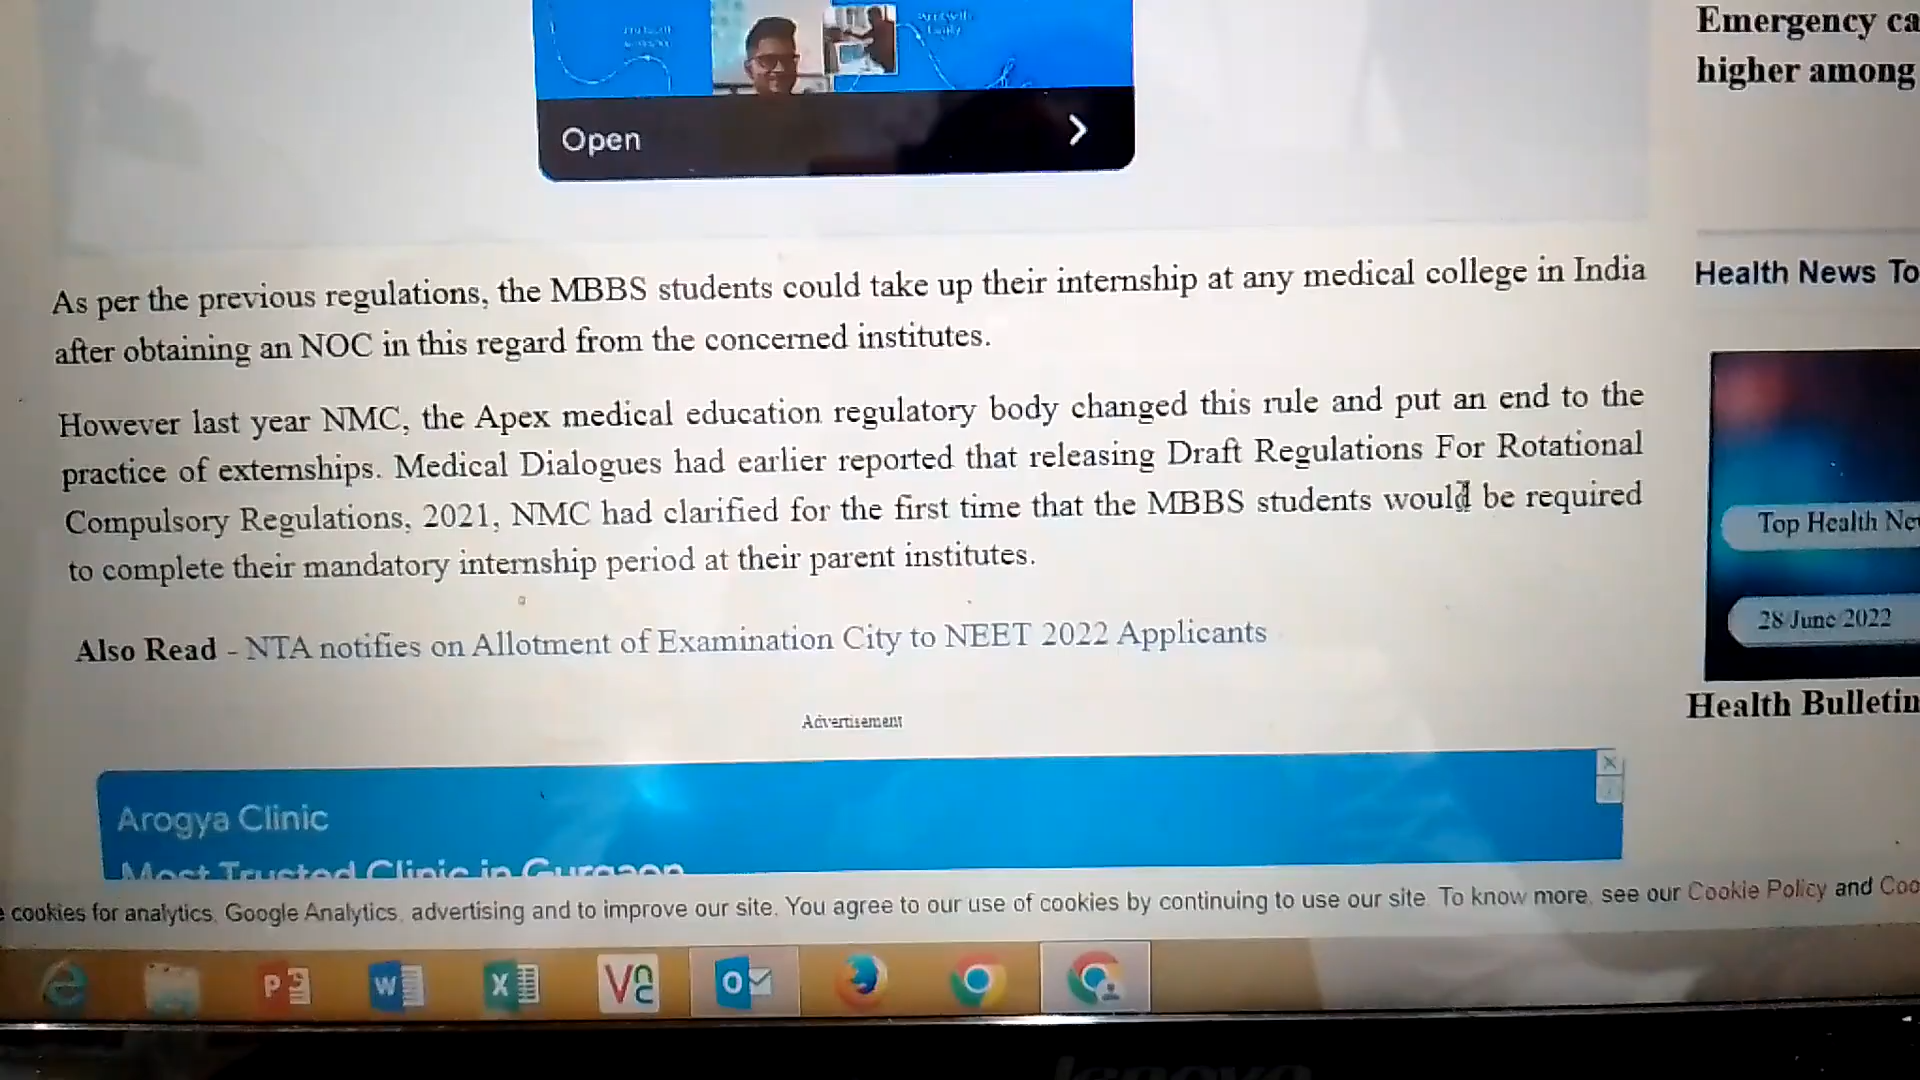 Open
As per the previous regulations, the MBBS students could take up their internship at any medical college in India
after obtaining an NOC in this regard from the concerned institutes.
However last year NMC, the Apex medical education regulatory body changed this rule and put an end to the
practice of externships. Medical Dialogues had earlier reported that releasing Draft Regulations For Rotational
Compulsory Regulations, 2021, NMC had clarified for the first time that the MBBS students would be required
to complete their mandatory internship period at their parent institutes.
Also Read - NTA notifies on Allotment of Examination City to NEET 2022 Applicants
Advertisement
Arogya Clinic
Most Trusted Clinic in Gurgaon
cookies for analytics, Google Analytics, advertising and to improve our site. You agree to our use of cookies by continuing to use our site. To know more, see our Cookie Policy and Coo
Emergency ca
higher among
Health News To
Top Health New
28 June 2022
Health Bulletin
lenovo